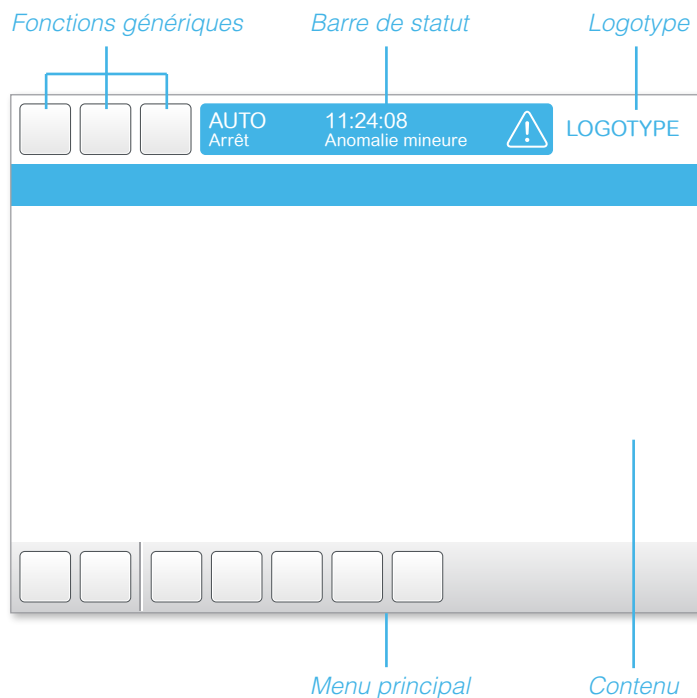 Fonctions génériques
Barre de statut
Logotype
AUTO
Arrêt
11:24:08
Anomalie mineure
LOGOTYPE
Menu principal
Contenu